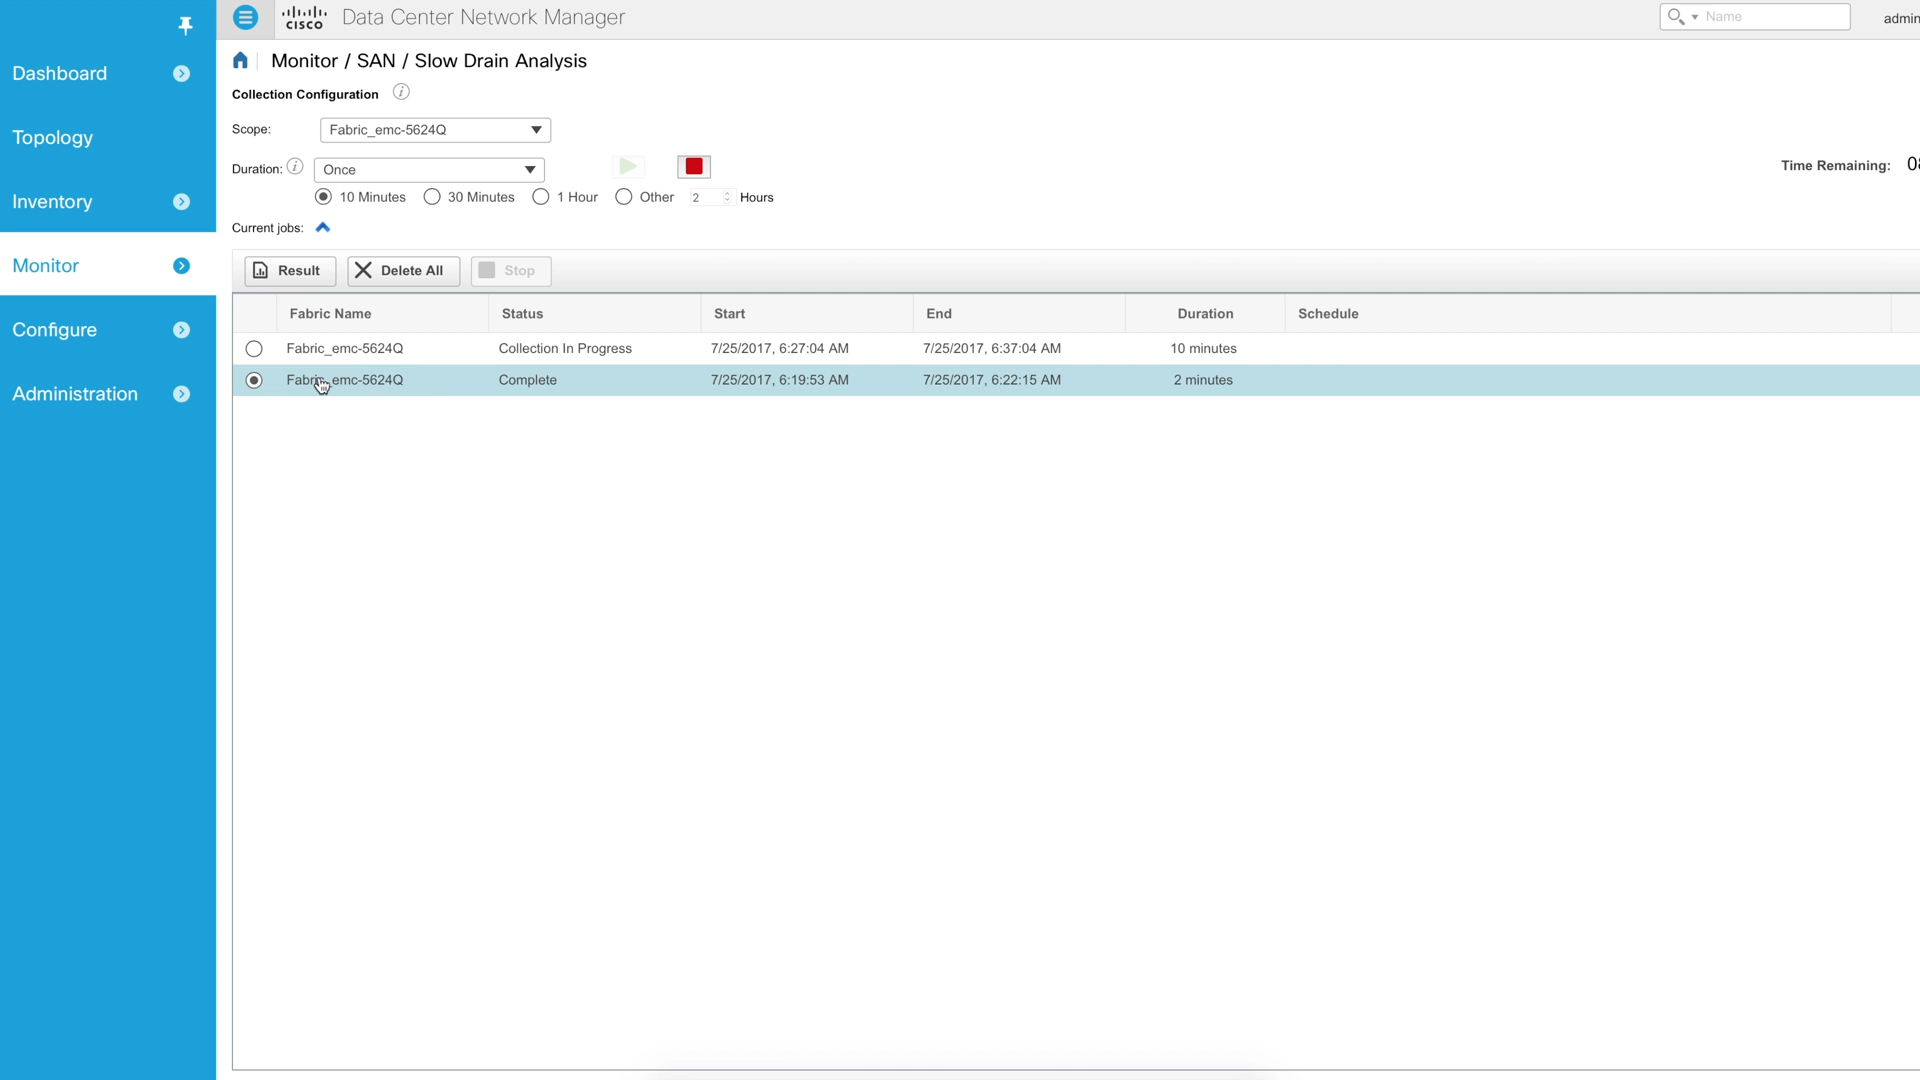 Dashboard
Topology
Inventory
Monitor
Configure
Administration
CISCO Data Center Network Manager
Name
admin
Monitor / SAN / Slow Drain Analysis
Collection Configuration i
Scope: Fabric_emc-5624Q
Duration: i Once
Time Remaining:
10 Minutes 30 Minutes 1 Hour Other 2 Hours
Current jobs:
Result Delete All Stop
Fabric Name Status Start End Duration Schedule
Fabric_emc-5624Q Collection In Progress 7/25/2017, 6:27:04 AM 7/25/2017, 6:37:04 AM 10 minutes
Fabric_emc-5624Q Complete 7/25/2017, 6:19:53 AM 7/25/2017, 6:22:15 AM 2 minutes